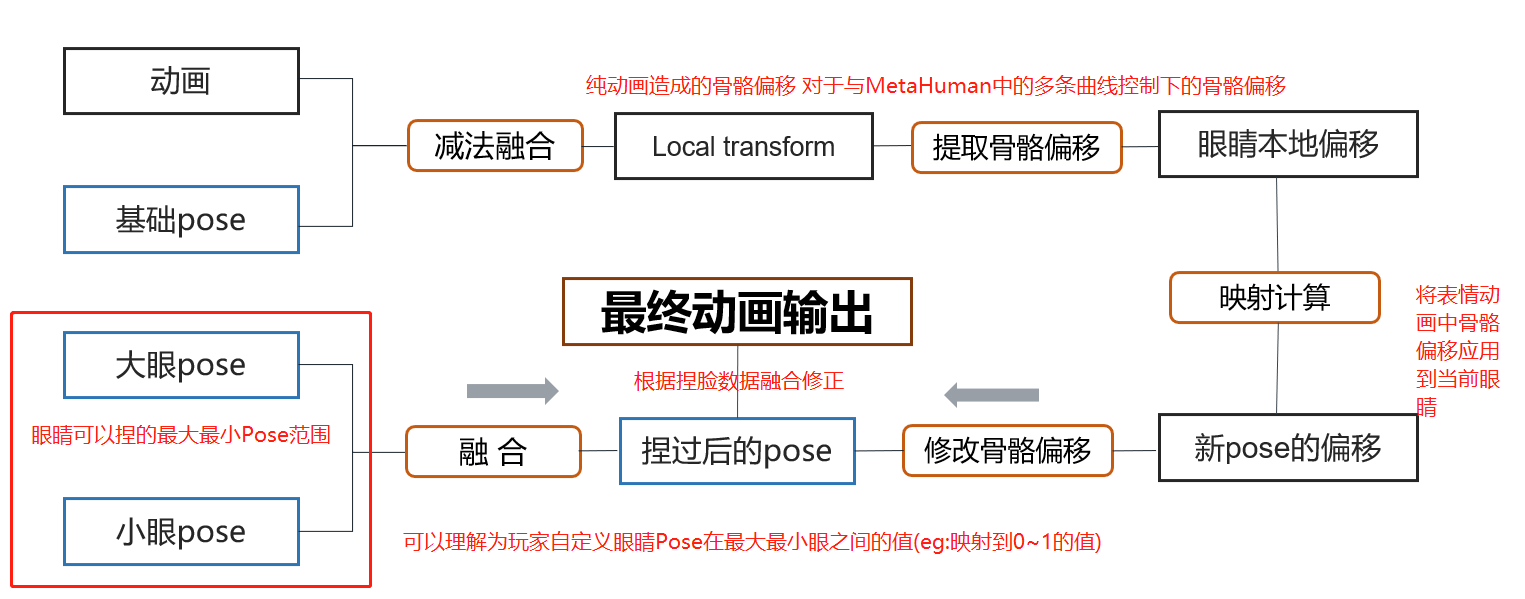 动画
纯动画造成的骨骼偏移 对于与MetaHuman中的多条曲线控制下的骨骼偏移
减法融合
Local transform
提取骨骼偏移
眼睛本地偏移
基础pose
最终动画输出
映射计算
将表情动
画中骨骼
偏移应用
到当前眼
睛
大眼pose
根据捏脸数据融合修正
眼睛可以捏的最大最小Pose范围
融 合
捏过后的pose
修改骨骼偏移
新pose的偏移
小眼pose
可以理解为玩家自定义眼睛Pose在最大最小眼之间的值(eg:映射到0~1的值)